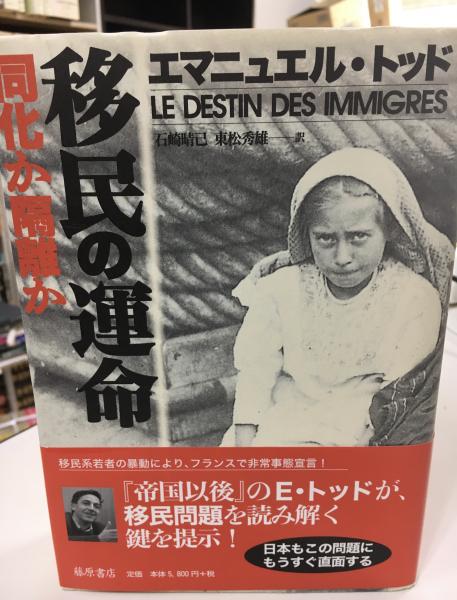 エマニュエル・トッド
LE DESTIN DES IMMIGRES
石崎晴己 東松秀雄──訳
移民の運命
同化か隔離か
移民系若者の暴動により、フランスで非常事態宣言!
『帝国以後』のE・トッドが、
移民問題を読み解く
鍵を提示!
日本もこの問題に
もうすぐ直面する
藤原書店 定価 本体5,800円+税